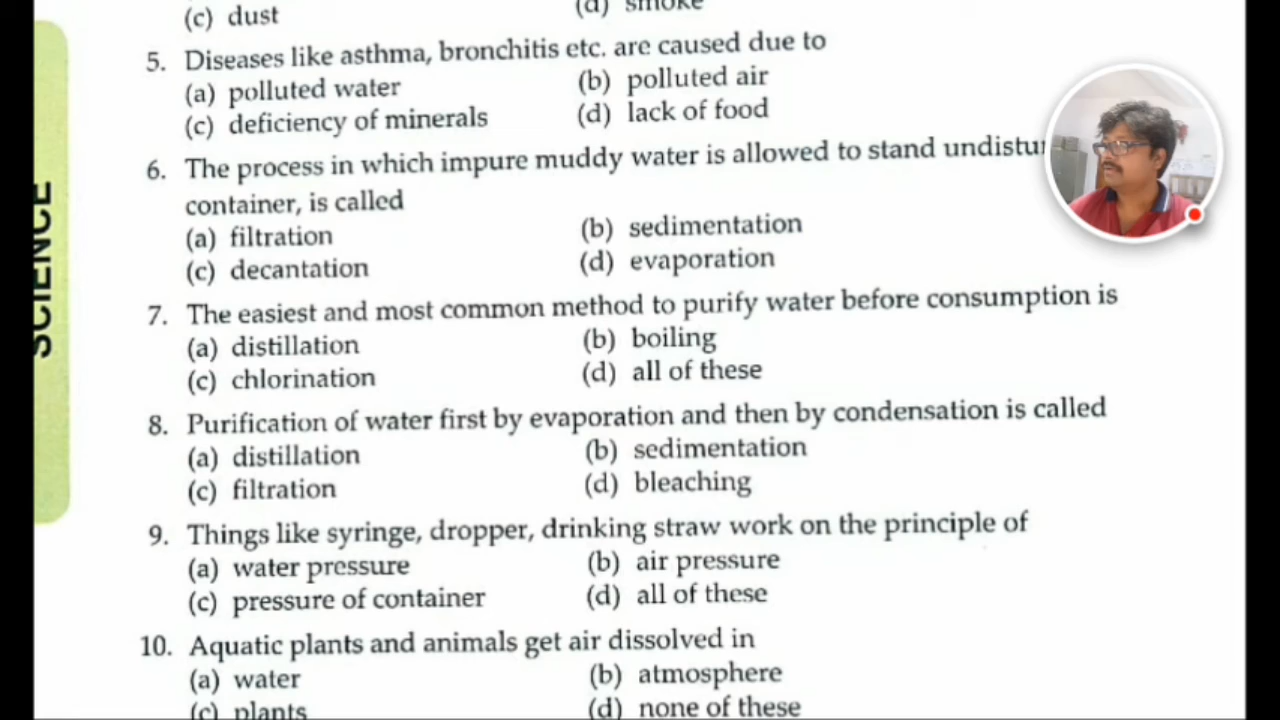 (c) dust (d) smoke
SCIENCE
5. Diseases like asthma, bronchitis etc. are caused due to
(a) polluted water (b) polluted air
(c) deficiency of minerals (d) lack of food
6. The process in which impure muddy water is allowed to stand
container, is called
(a) filtration (b) sedimentation
(c) decantation (d) evaporation
7. The easiest and most common method to purify water before consumption is
(a) distillation (b) boiling
(c) chlorination (d) all of these
8. Purification of water first by evaporation and then by condensation is called
(a) distillation (b) sedimentation
(c) filtration (d) bleaching
9. Things like syringe, dropper, drinking straw work on the principle of
(a) water pressure (b) air pressure
(c) pressure of container (d) all of these
10. Aquatic plants and animals get air dissolved in
(a) water (b) atmosphere
(c) plants (d) none of these